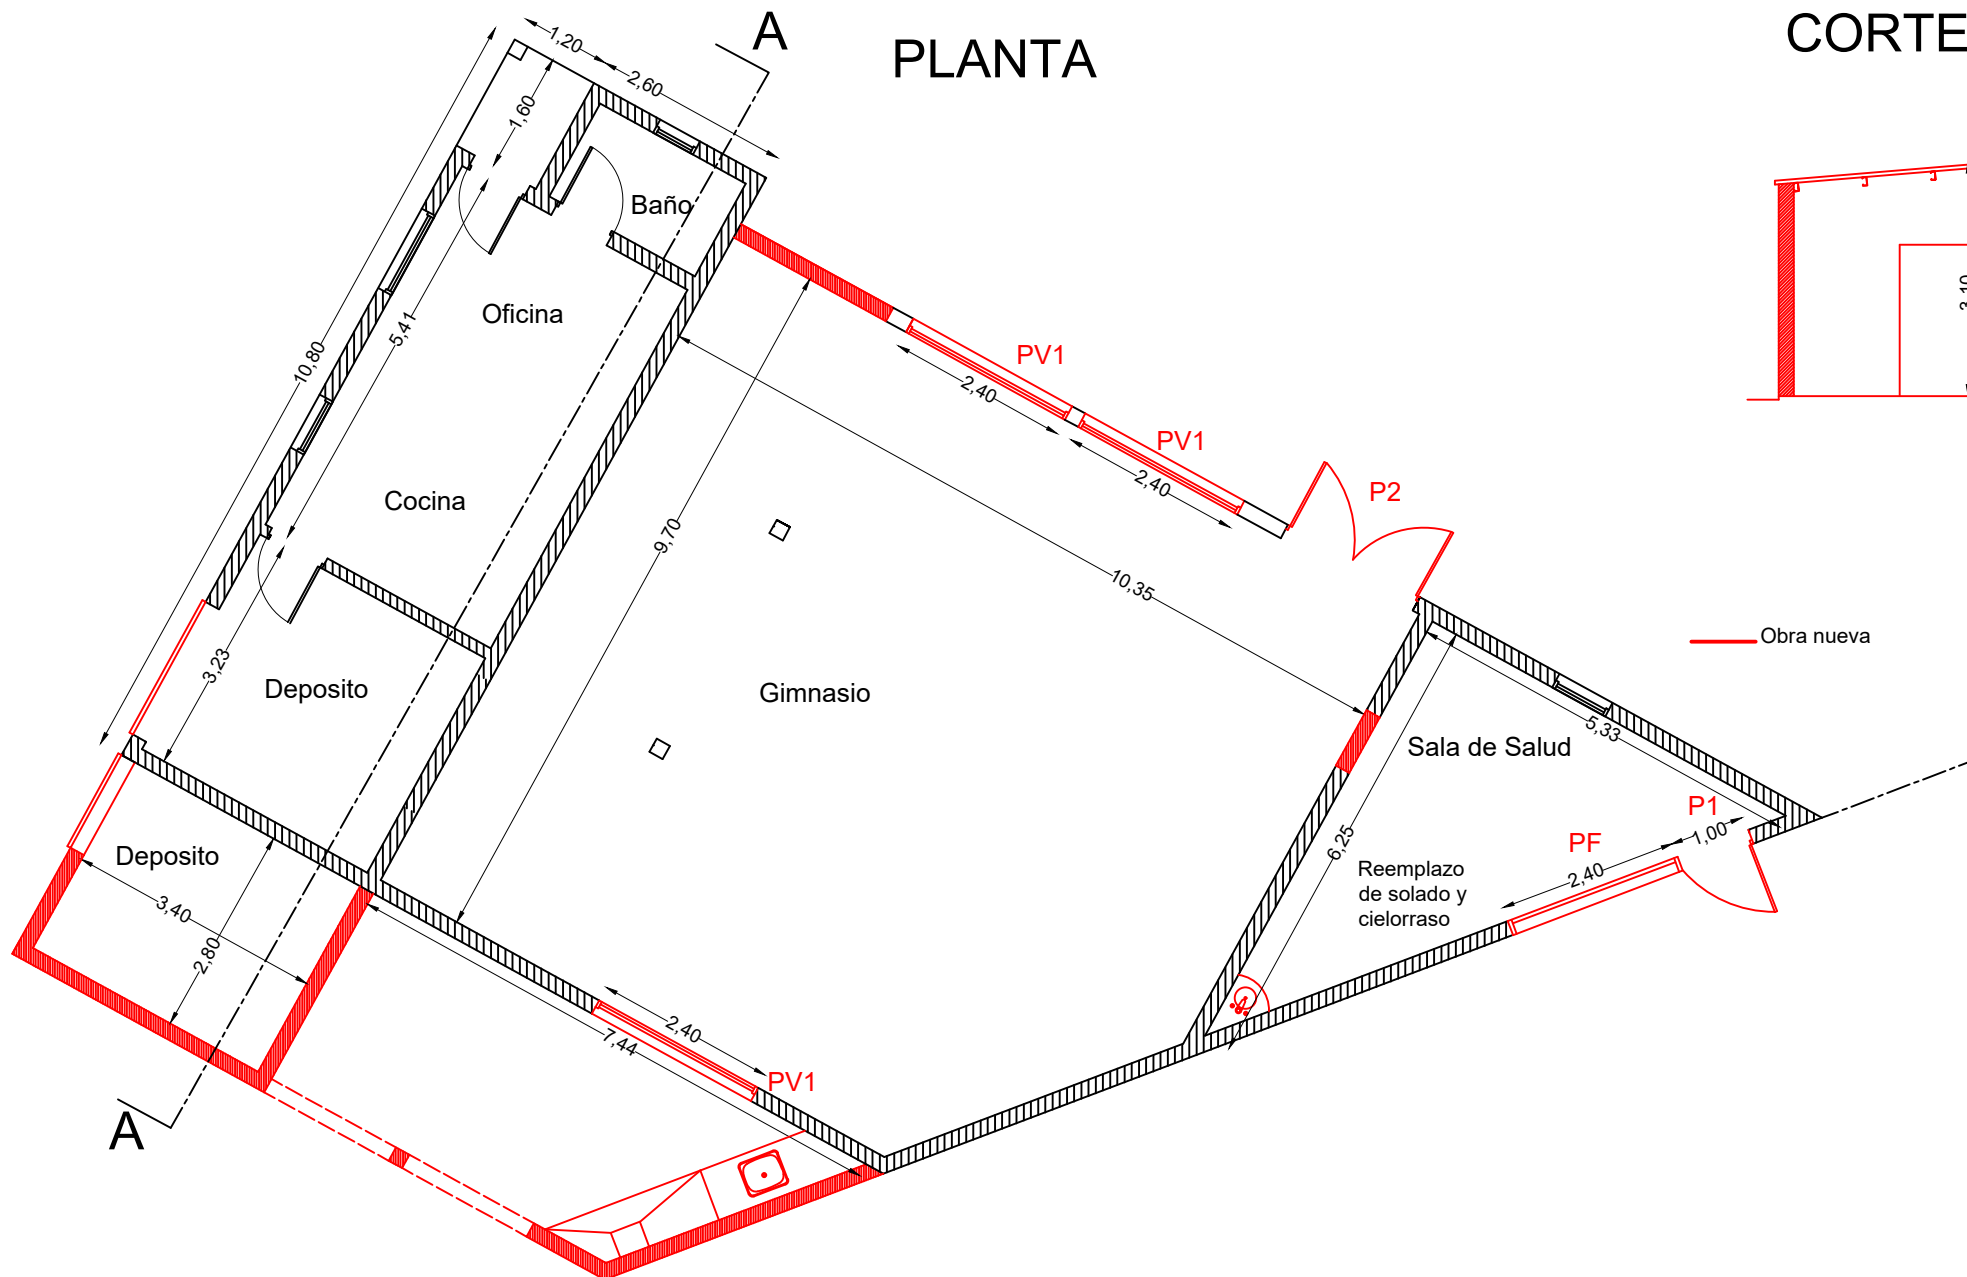 PLANTA
CORTE
A
1,20
2,60
1,60
Baño
Oficina
10,80
5,41
PV1
2,40
PV1
2,40
P2
Cocina
9,70
10,35
Obra nueva
3,23
Deposito
Gimnasio
5,33
Sala de Salud
P1
1,00
PF
2,40
6,25
Reemplazo
de solado y
cielorraso
Deposito
3,40
2,80
2,40
7,44
PV1
A
3,10